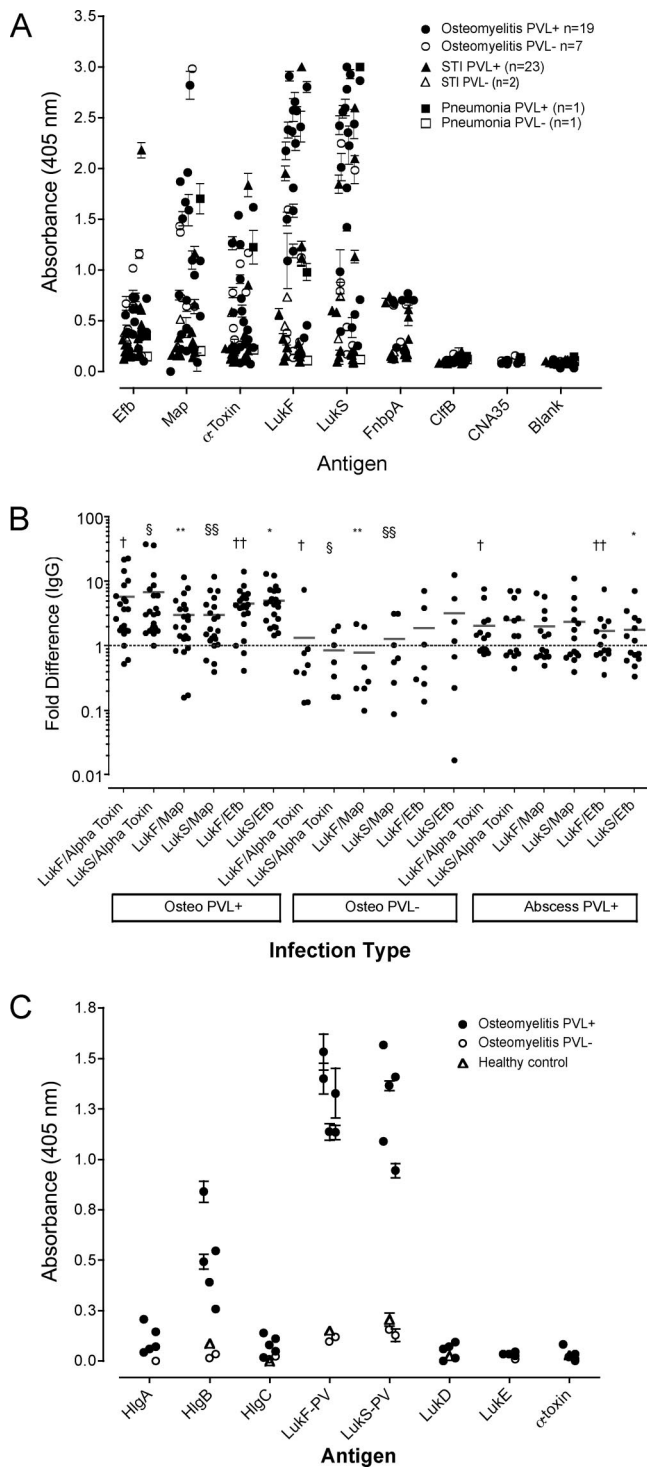 A
Absorbance (405 nm)
3.5
3.0
2.5
2.0
1.5
1.0
0.5
0.0
Osteomyelitis PVL+ n=19
Osteomyelitis PVL- n=7
STI PVL+ (n=23)
STI PVL- (n=2)
Pneumonia PVL+ (n=1)
Pneumonia PVL- (n=1)
Efb
Map
α-Toxin
LukF
LukS
FnbpA
ClfB
CNA35
Blank
Antigen
B
Fold Difference (IgG)
100
10
1
0.1
0.01
† § ** §§ †† * † § ** §§ † †† *
LukF/Alpha Toxin
LukS/Alpha Toxin
LukF/Map
LukS/Map
LukF/Efb
LukS/Efb
LukF/Alpha Toxin
LukS/Alpha Toxin
LukF/Map
LukS/Map
LukF/Efb
LukS/Efb
LukF/Alpha Toxin
LukS/Alpha Toxin
LukF/Map
LukS/Map
LukF/Efb
LukS/Efb
Osteo PVL+
Osteo PVL-
Abscess PVL+
Infection Type
C
Absorbance (405 nm)
1.8
1.5
1.3
1.0
0.8
0.5
0.3
0.0
Osteomyelitis PVL+
Osteomyelitis PVL-
Healthy control
HlgA
HlgB
HlgC
LukF-PV
LukS-PV
LukD
LukE
α-toxin
Antigen